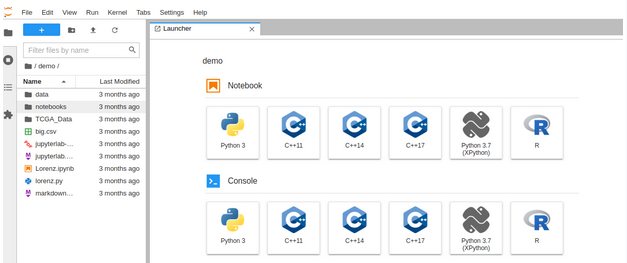 File Edit View Run Kernel Tabs Settings Help
Launcher
Filter files by name
/ demo /
Name Last Modified
data 3 months ago
notebooks 3 months ago
TCGA_Data 3 months ago
big.csv 3 months ago
jupyterlab-... 3 months ago
jupyterlab.... 3 months ago
Lorenz.ipynb 3 months ago
lorenz.py 3 months ago
markdown... 3 months ago
demo
Notebook
Python 3
C++11
C++14
C++17
Python 3.7
(XPython)
R
Console
Python 3
C++11
C++14
C++17
Python 3.7
(XPython)
R